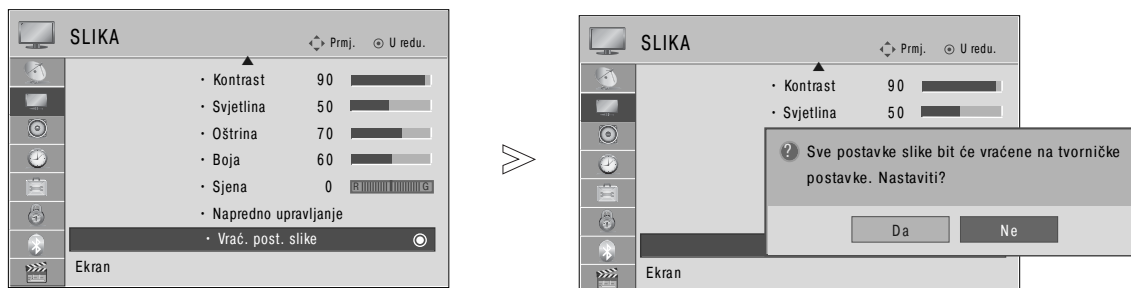 SLIKA
Prmj. U redu.
• Kontrast 90
• Svjetlina 50
• Oštrina 70
• Boja 60
• Sjena 0 R G
• Napredno upravljanje
• Vrać. post. slike
Ekran
SLIKA
Prmj. U redu.
• Kontrast 90
• Svjetlina 50
? Sve postavke slike bit će vraćene na tvorničke
postavke. Nastaviti?
Da Ne
Ekran